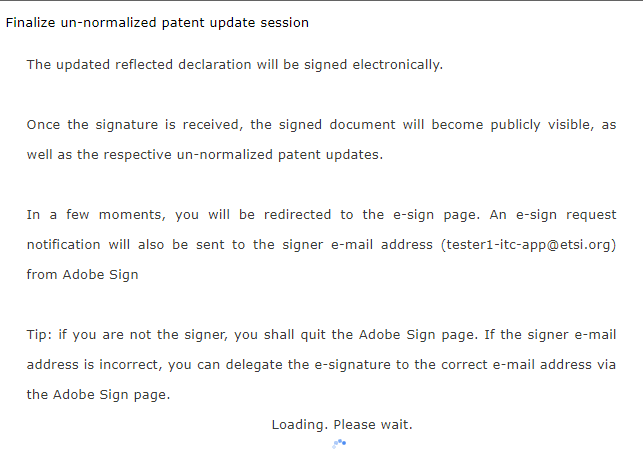 Finalize un-normalized patent update session
The updated reflected declaration will be signed electronically.
Once the signature is received, the signed document will become publicly visible, as
well as the respective un-normalized patent updates.
In a few moments, you will be redirected to the e-sign page. An e-sign request
notification will also be sent to the signer e-mail address (tester1-itc-app@etsi.org)
from Adobe Sign
Tip: if you are not the signer, you shall quit the Adobe Sign page. If the signer e-mail
address is incorrect, you can delegate the e-signature to the correct e-mail address via
the Adobe Sign page.
Loading. Please wait.